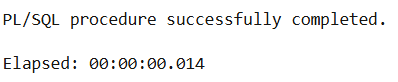 PL/SQL procedure successfully completed.
Elapsed: 00:00:00.014